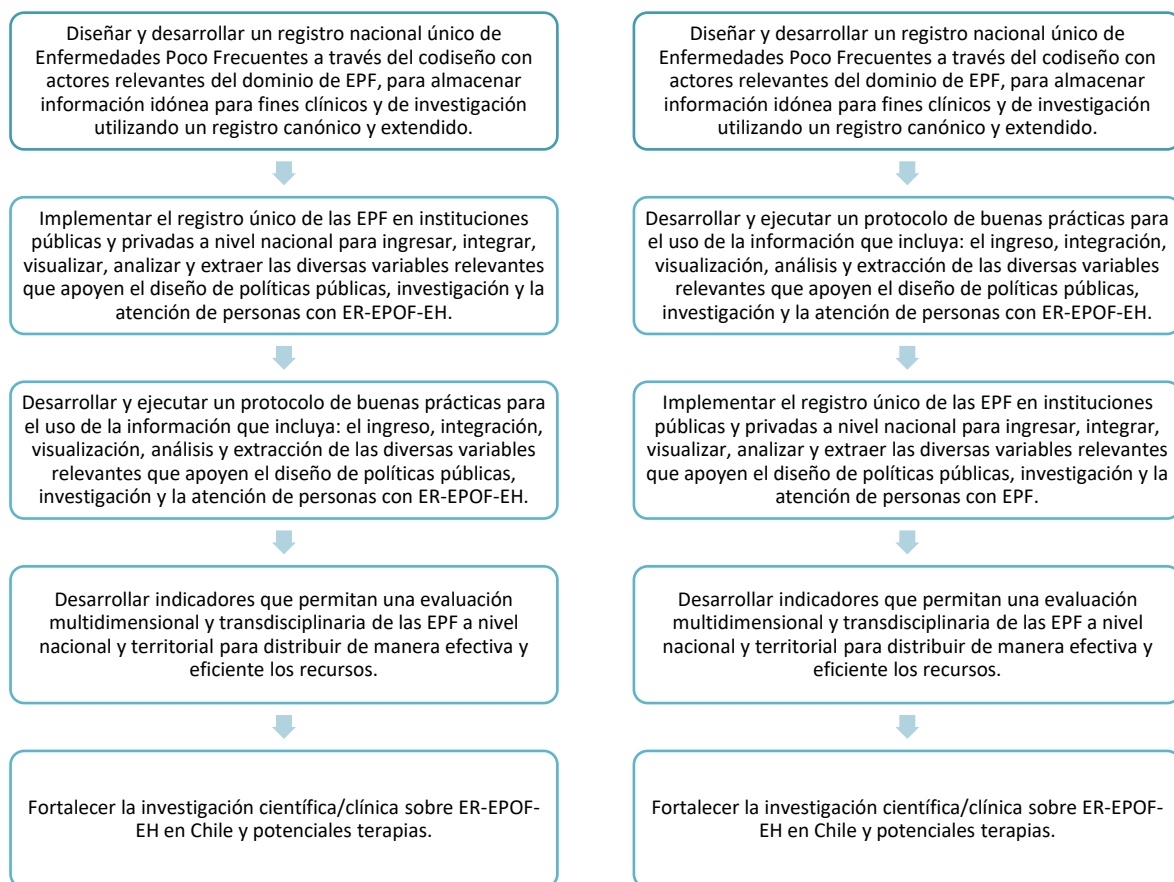 Diseñar y desarrollar un registro nacional único de
Enfermedades Poco Frecuentes a través del codiseño con
actores relevantes del dominio de EPF, para almacenar
información idónea para fines clínicos y de investigación
utilizando un registro canónico y extendido.
Implementar el registro único de las EPF en instituciones
públicas y privadas a nivel nacional para ingresar, integrar,
visualizar, analizar y extraer las diversas variables relevantes
que apoyen el diseño de políticas públicas, investigación y la
atención de personas con ER-EPOF-EH.
Desarrollar y ejecutar un protocolo de buenas prácticas para
el uso de la información que incluya: el ingreso, integración,
visualización, análisis y extracción de las diversas variables
relevantes que apoyen el diseño de políticas públicas,
investigación y la atención de personas con ER-EPOF-EH.
Desarrollar indicadores que permitan una evaluación
multidimensional y transdisciplinaria de las EPF a nivel
nacional y territorial para distribuir de manera efectiva y
eficiente los recursos.
Fortalecer la investigación científica/clínica sobre ER-EPOF-
EH en Chile y potenciales terapias.
Diseñar y desarrollar un registro nacional único de
Enfermedades Poco Frecuentes a través del codiseño con
actores relevantes del dominio de EPF, para almacenar
información idónea para fines clínicos y de investigación
utilizando un registro canónico y extendido.
Desarrollar y ejecutar un protocolo de buenas prácticas para
el uso de la información que incluya: el ingreso, integración,
visualización, análisis y extracción de las diversas variables
relevantes que apoyen el diseño de políticas públicas,
investigación y la atención de personas con ER-EPOF-EH.
Implementar el registro único de las EPF en instituciones
públicas y privadas a nivel nacional para ingresar, integrar,
visualizar, analizar y extraer las diversas variables relevantes
que apoyen el diseño de políticas públicas, investigación y la
atención de personas con EPF.
Desarrollar indicadores que permitan una evaluación
multidimensional y transdisciplinaria de las EPF a nivel
nacional y territorial para distribuir de manera efectiva y
eficiente los recursos.
Fortalecer la investigación científica/clínica sobre ER-EPOF-
EH en Chile y potenciales terapias.